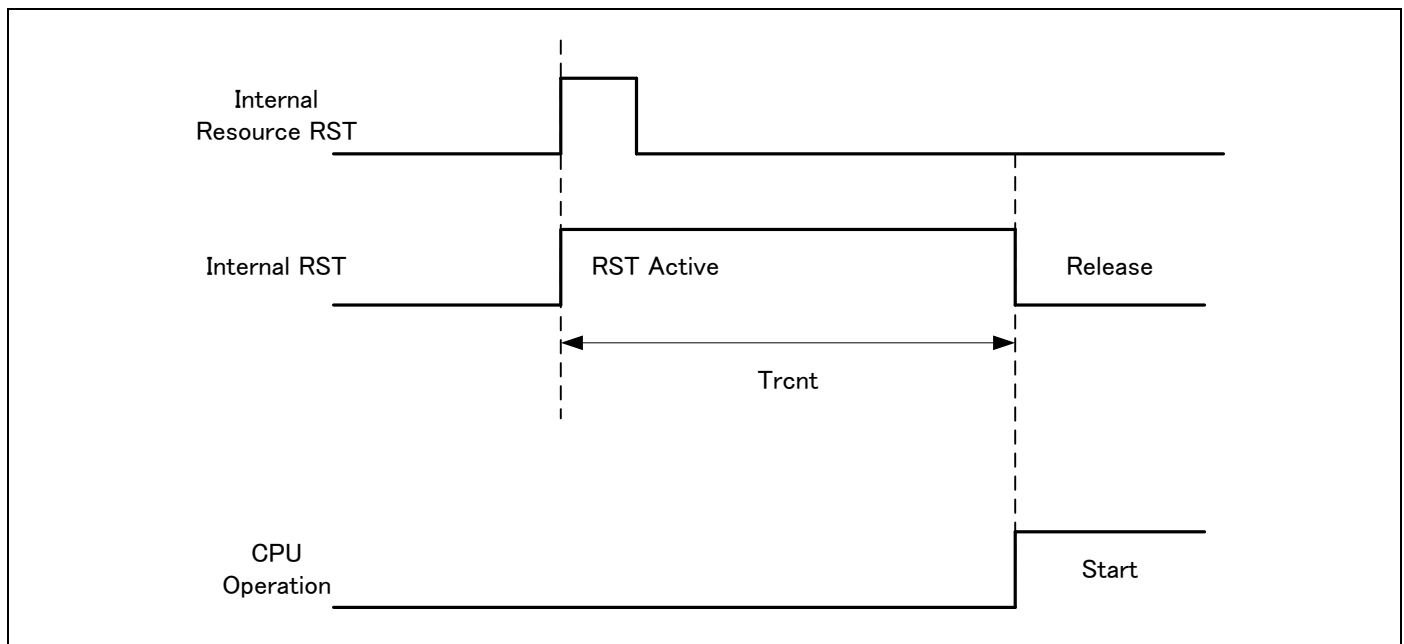 Internal
Resource RST
Internal RST
RST Active
Release
Trcnt
CPU
Operation
Start